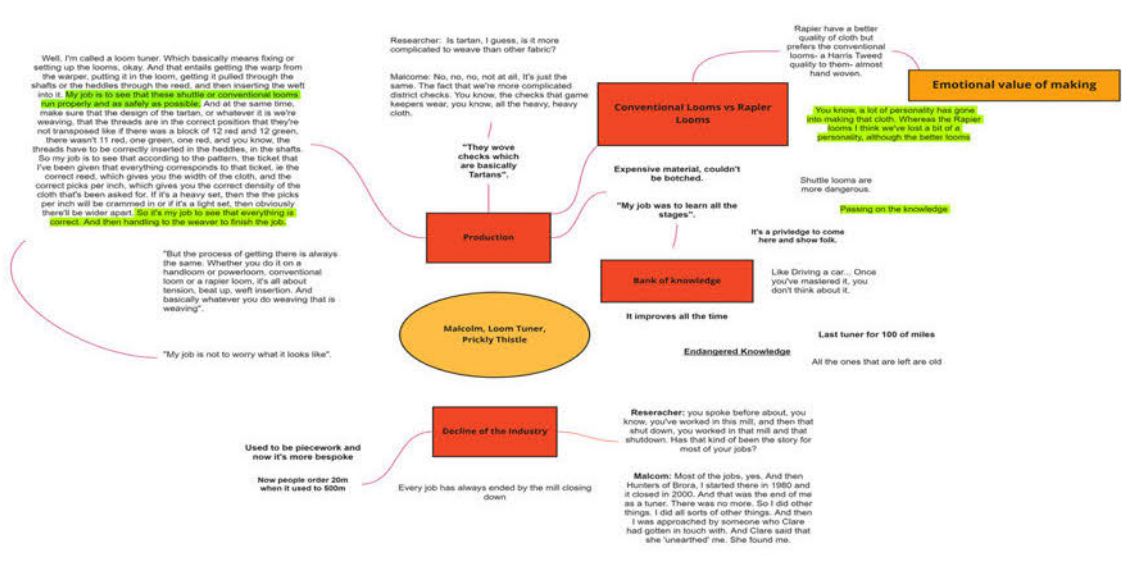 Well, I'm called a loom tuner. Which basically means fixing or
setting up the looms, okay. And that entails getting the warp from
the warper, putting it in the loom, getting it pulled through the
shafts or the heddles through the reed, and then inserting the weft
into it. My job is to see that these shuttle or conventional looms
run properly and as safely as possible. And at the same time,
make sure that the design of the tartan, or whatever it is we're
weaving, that the threads are in the correct position that they're
not transposed like if there was a block of 12 red and 12 green,
there wasn't 11 red, one green, one red, and you know, the
threads have to be correctly inserted in the heddles, in the shafts.
So my job is to see that according to the pattern, the ticket that
I've been given that everything corresponds to that ticket, ie the
correct reed, which gives you the width of the cloth, and the
correct picks per inch, which gives you the correct density of the
cloth that's been asked for. If it's a heavy set, then the the picks
per inch will be crammed in or if it's a light set, then obviously
there'll be wider apart. So it's my job to see that everything is
correct. And then handling to the weaver to finish the job.
"But the process of getting there is always
the same. Whether you do it on a
handloom or powerloom, conventional
loom or a rapier loom, it's all about
tension, beat up, weft insertion. And
basically whatever you do weaving that is
weaving".
"My job is not to worry what it looks like".
Researcher: Is tartan, I guess, is it more
complicated to weave than other fabric?
Malcome: No, no, no, not at all. It's just the
same. The fact that we're more complicated
district checks. You know, the checks that game
keepers wear, you know, all the heavy, heavy
cloth.
"They wove
checks which
are basically
Tartans".
Production
Conventional Looms vs Rapier
Looms
Rapier have a better
quality of cloth but
prefers the conventional
looms- a Harris Tweed
quality to them- almost
hand woven.
Emotional value of making
You know, a lot of personality has gone
into making that cloth. Whereas the Rapier
looms I think we've lost a bit of a
personality, although the better looms
Expensive material, couldn't
be botched.
"My job was to learn all the
stages".
Shuttle looms are
more dangerous.
Passing on the knowledge
It's a priviledge to come
here and show folk.
Bank of knowledge
Like Driving a car... Once
you've mastered it, you
don't think about it.
It improves all the time
Last tuner for 100 of miles
Endangered Knowledge
All the ones that are left are old
Malcolm, Loom Tuner,
Prickly Thistle
Decline of the Industry
Used to be piecework and
now it's more bespoke
Now people order 20m
when it used to 500m
Every job has always ended by the mill closing
down
Reseracher: you spoke before about, you
know, you've worked in this mill, and then that
shut down, you worked in that mill and that
shutdown. Has that kind of been the story for
most of your jobs?
Malcom: Most of the jobs, yes. And then
Hunters of Brora, I started there in 1980 and
it closed in 2000. And that was the end of me
as a tuner. There was no more. So I did other
things. I did all sorts of other things. And then
I was approached by someone who Clare
had gotten in touch with. And Clare said that
she 'unearthed' me. She found me.